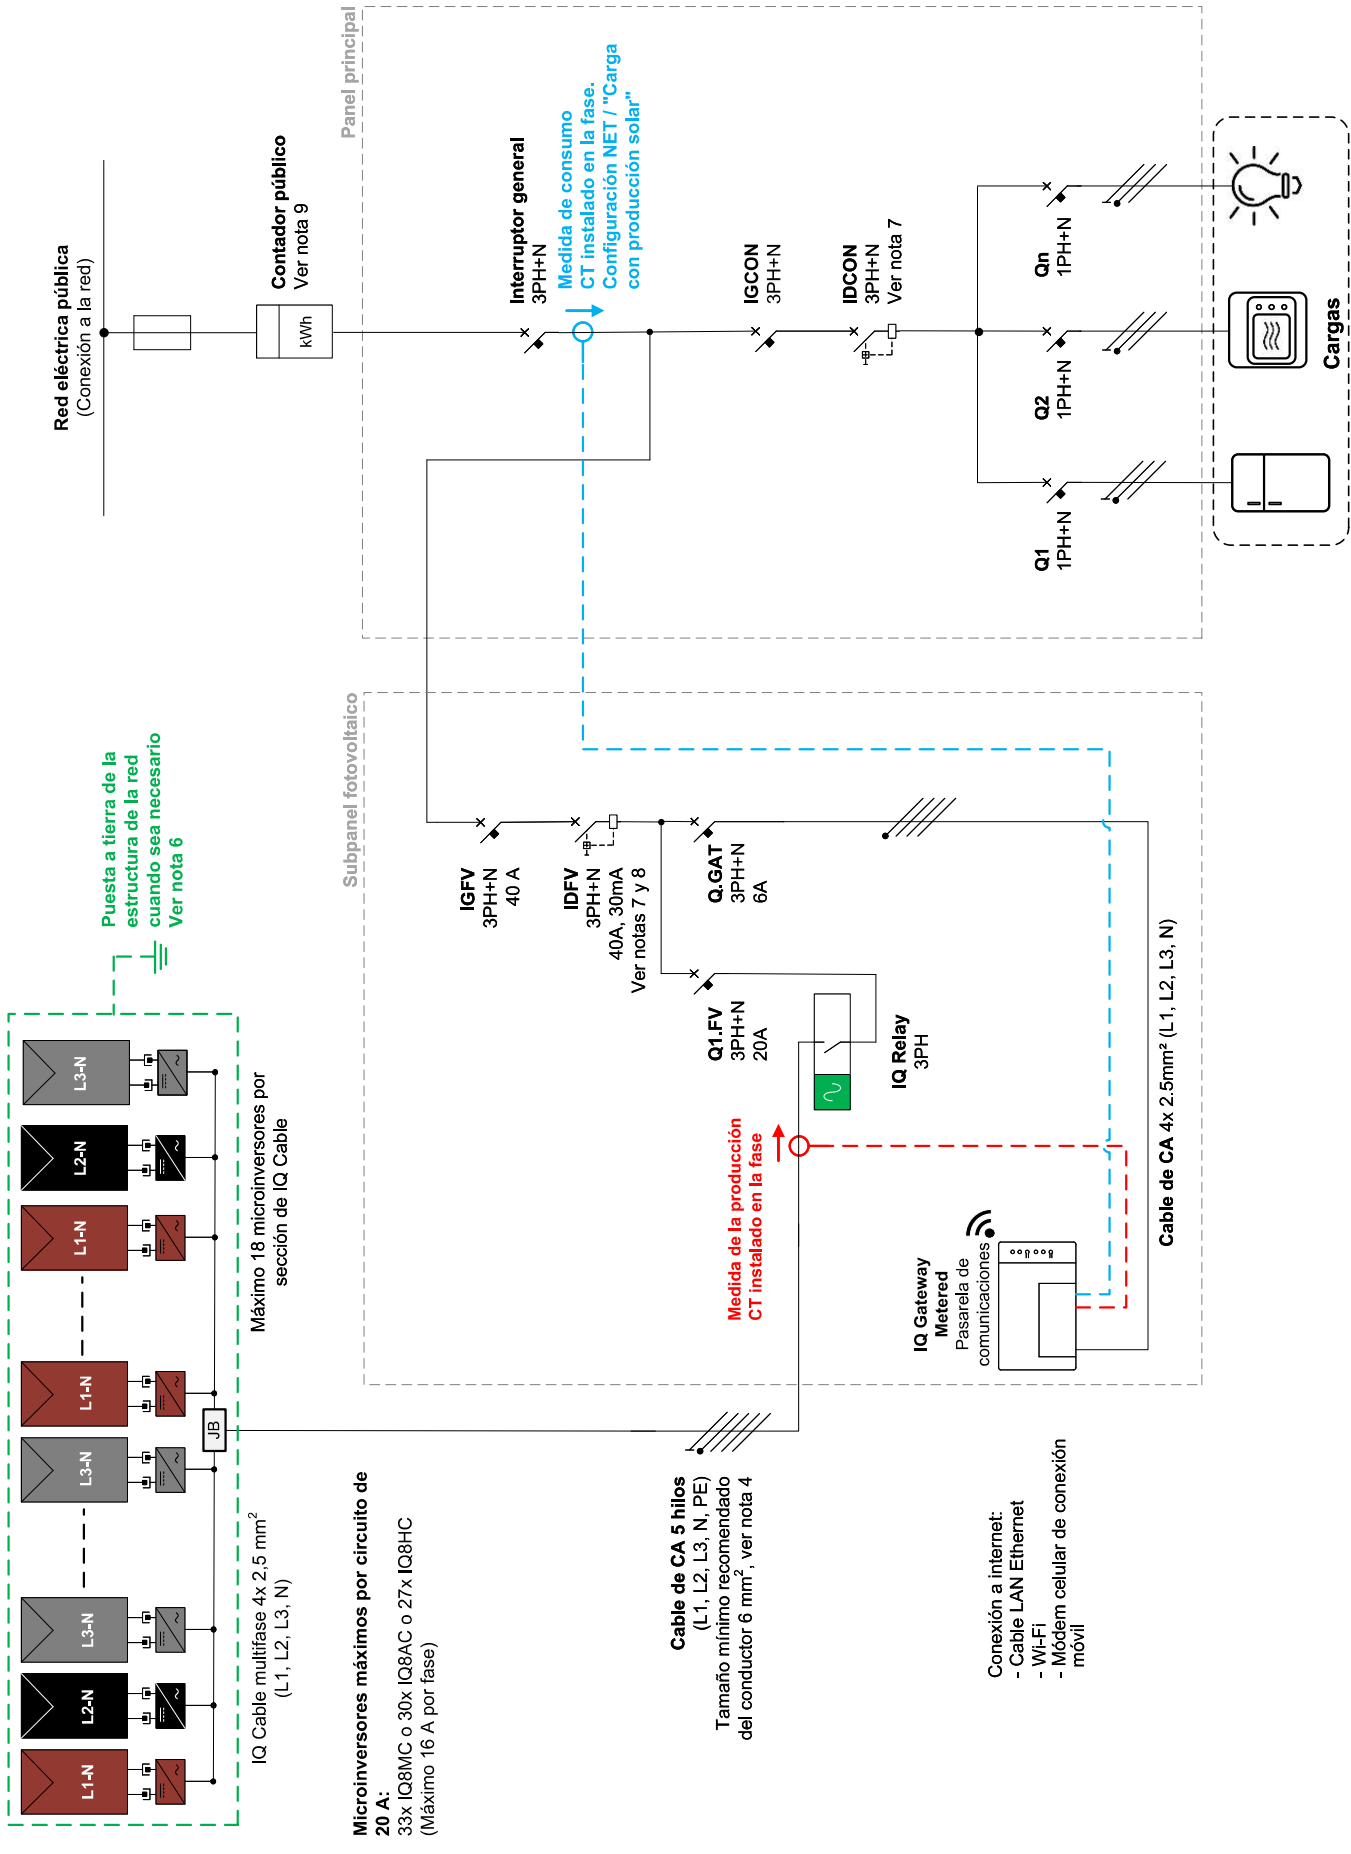 L1-N
L2-N
L3-N
L3-N
L1-N
L1-N
L2-N
L3-N
JB
Puesta a tierra de la
estructura de la red
cuando sea necesario
Ver nota 6
IQ Cable multifase 4x 2,5 mm²
(L1, L2, L3, N)
Máximo 18 microinversores por
sección de IQ Cable
Red eléctrica pública
(Conexión a la red)
Contador público
Ver nota 9
kWh
Microinversores máximos por circuito de
20 A:
33x IQ8MC o 30x IQ8AC o 27x IQ8HC
(Máximo 16 A por fase)
Subpanel fotovoltaico
Panel principal
IGFV
3PH+N
40 A
IDFV
3PH+N
40A, 30mA
Ver notas 7 y 8
Interruptor general
3PH+N
Medida de consumo
CT instalado en la fase.
Configuración NET / "Carga
con producción solar"
Cable de CA 5 hilos
(L1, L2, L3, N, PE)
Tamaño mínimo recomendado
del conductor 6 mm², ver nota 4
Medida de la producción
CT instalado en la fase
Q1.FV
3PH+N
20A
Q.GAT
3PH+N
6A
IGCON
3PH+N
IDCON
3PH+N
Ver nota 7
IQ Relay
3PH
IQ Gateway
Metered
Pasarela de
comunicaciones
Conexión a internet:
- Cable LAN Ethernet
- Wi-Fi
- Módem celular de conexión
móvil
Cable de CA 4x 2.5mm² (L1, L2, L3, N)
Q1
1PH+N
Q2
1PH+N
Qn
1PH+N
Cargas